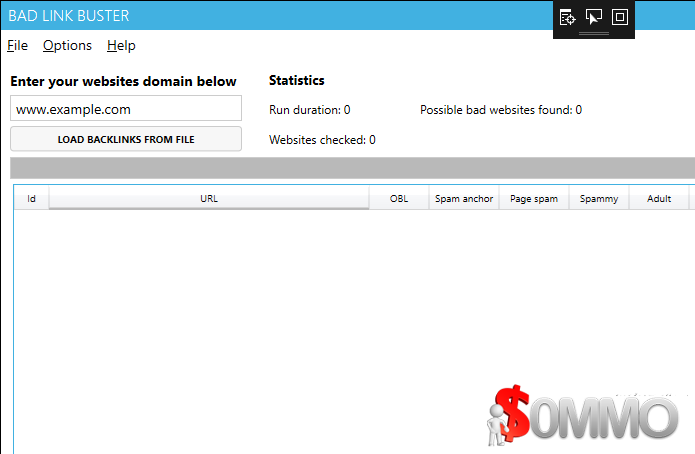 BAD LINK BUSTER
File Options Help
Enter your websites domain below
Statistics
www.example.com
Run duration: 0
Possible bad websites found: 0
LOAD BACKLINKS FROM FILE
Websites checked: 0
Id URL OBL Spam anchor Page spam Spammy Adult
$0MMO